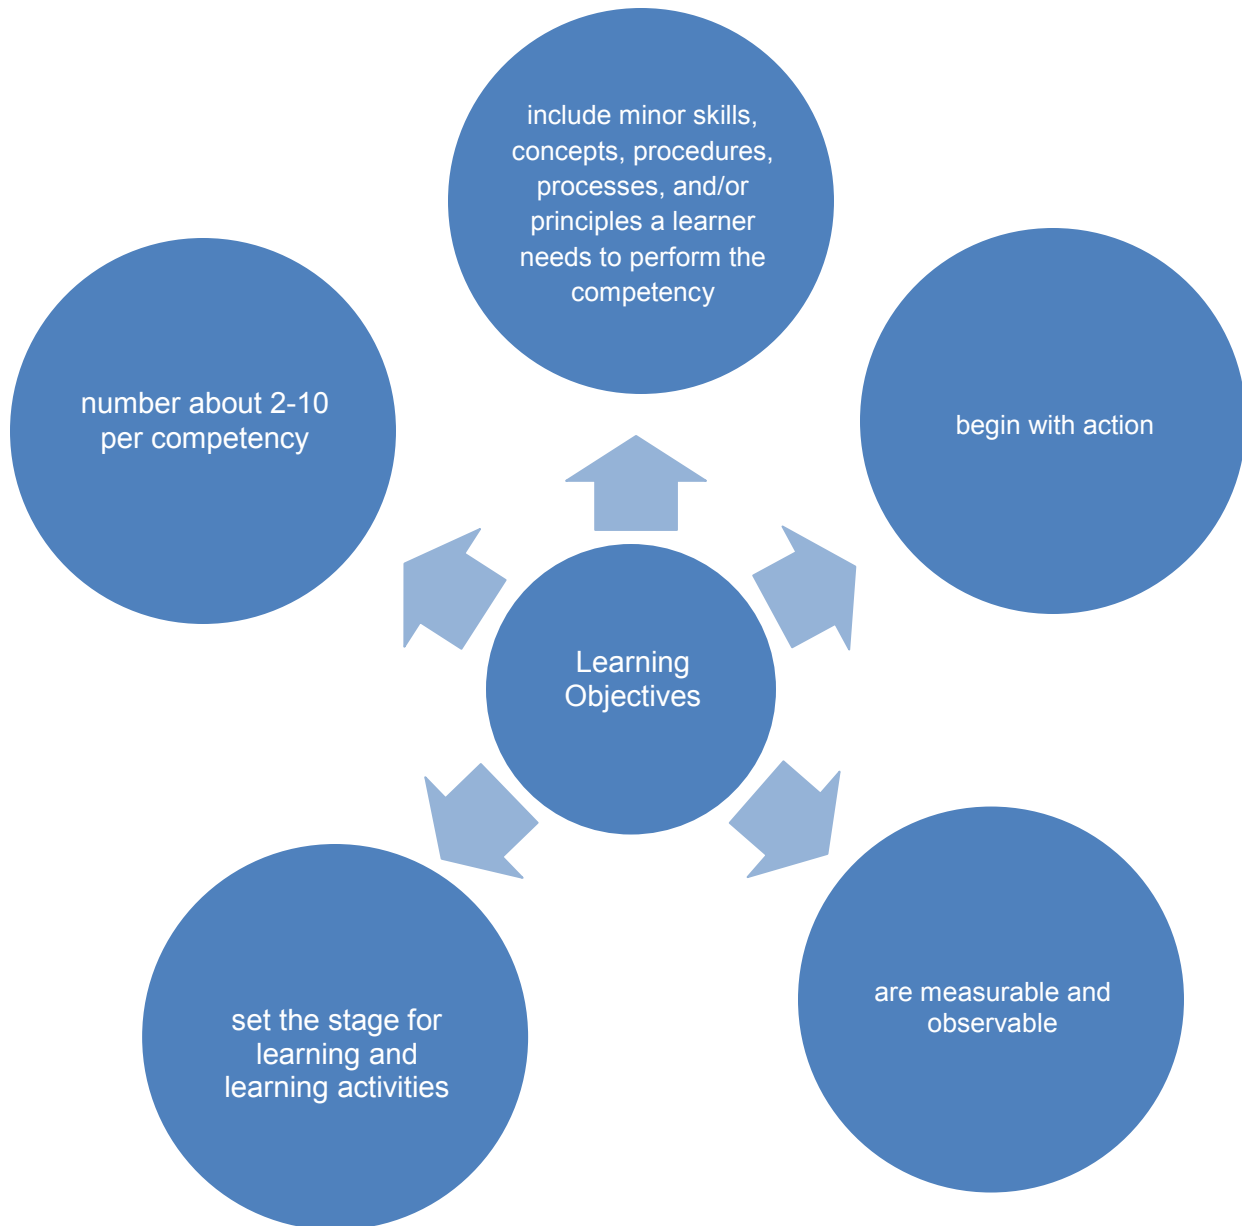 include minor skills,
concepts, procedures,
processes, and/or
principles a learner
needs to perform the
competency
number about 2-10
per competency
begin with action
Learning
Objectives
set the stage for
learning and
learning activities
are measurable and
observable